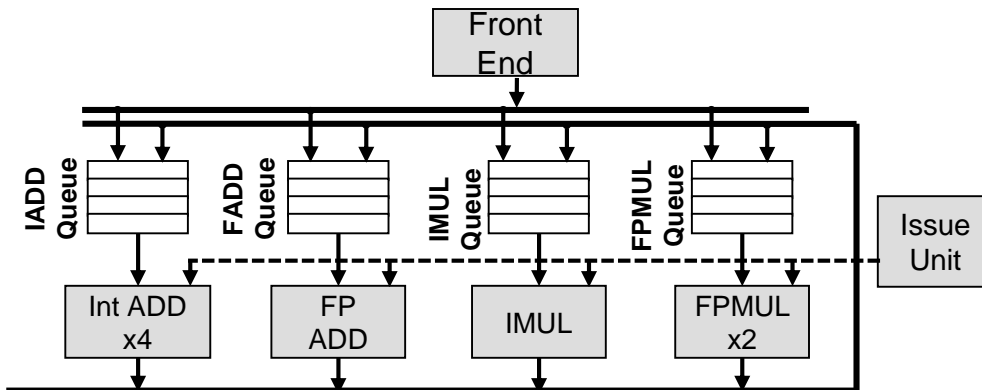 Front
End
IADD
Queue
FADD
Queue
IMUL
Queue
FPMUL
Queue
Issue
Unit
Int ADD
x4
FP
ADD
IMUL
FPMUL
x2